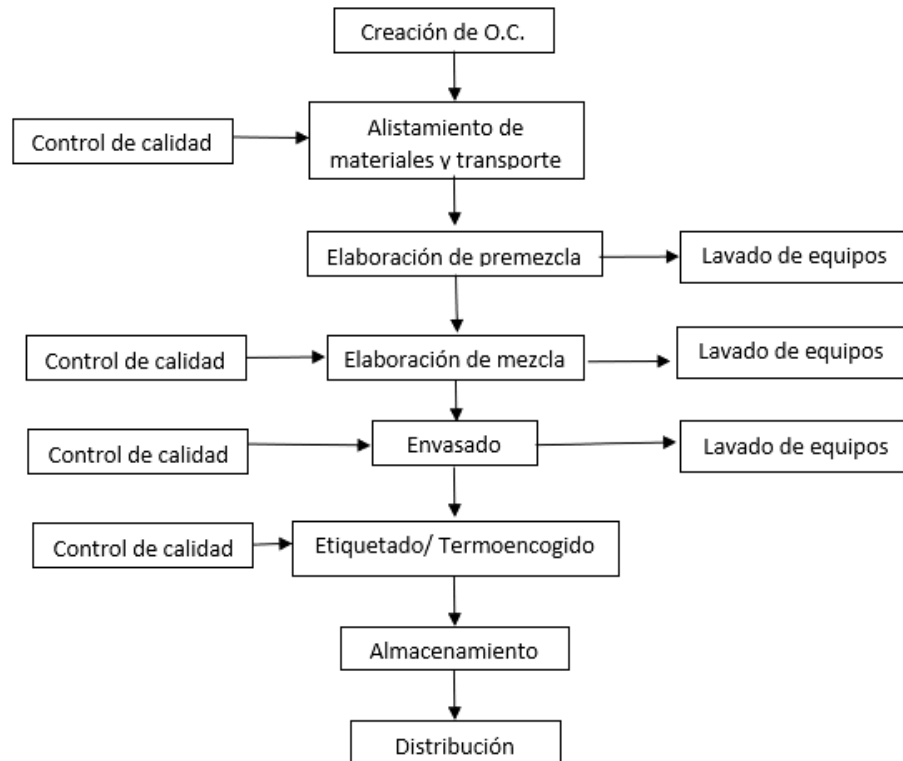 Creación de O.C.
Control de calidad
Alistamiento de
materiales y transporte
Elaboración de premezcla
Lavado de equipos
Control de calidad
Elaboración de mezcla
Lavado de equipos
Control de calidad
Envasado
Lavado de equipos
Control de calidad
Etiquetado/ Termoencogido
Almacenamiento
Distribución